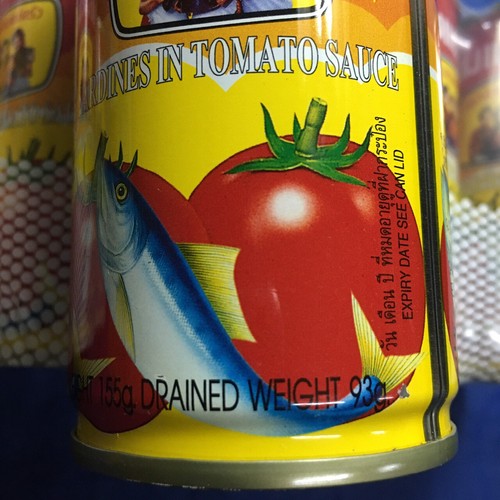 SARDINES IN TOMATO SAUCE
วัน เดือน ปี ที่หมดอายุดูที่ฝากระป๋อง
EXPIRY DATE SEE CAN LID
155g. DRAINED WEIGHT 93g.